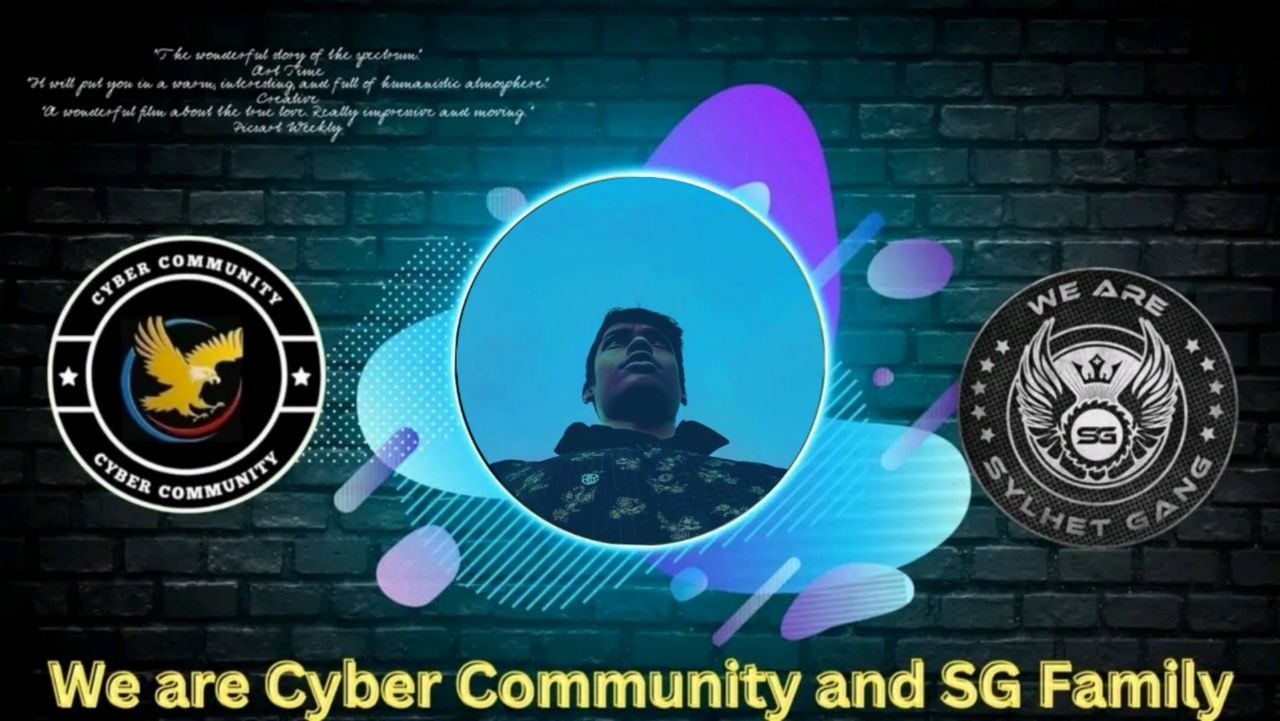 "The wonderful story of the spectrum."
Art Time
"It will put you in a warm, interesting, and full of humanistic atmosphere."
Creative
"A wonderful film about the true love. Really impressive and moving."
Picsart Weekly
CYBER COMMUNITY
CYBER COMMUNITY
WE ARE
SG
SYLHET GANG
We are Cyber Community and SG Family